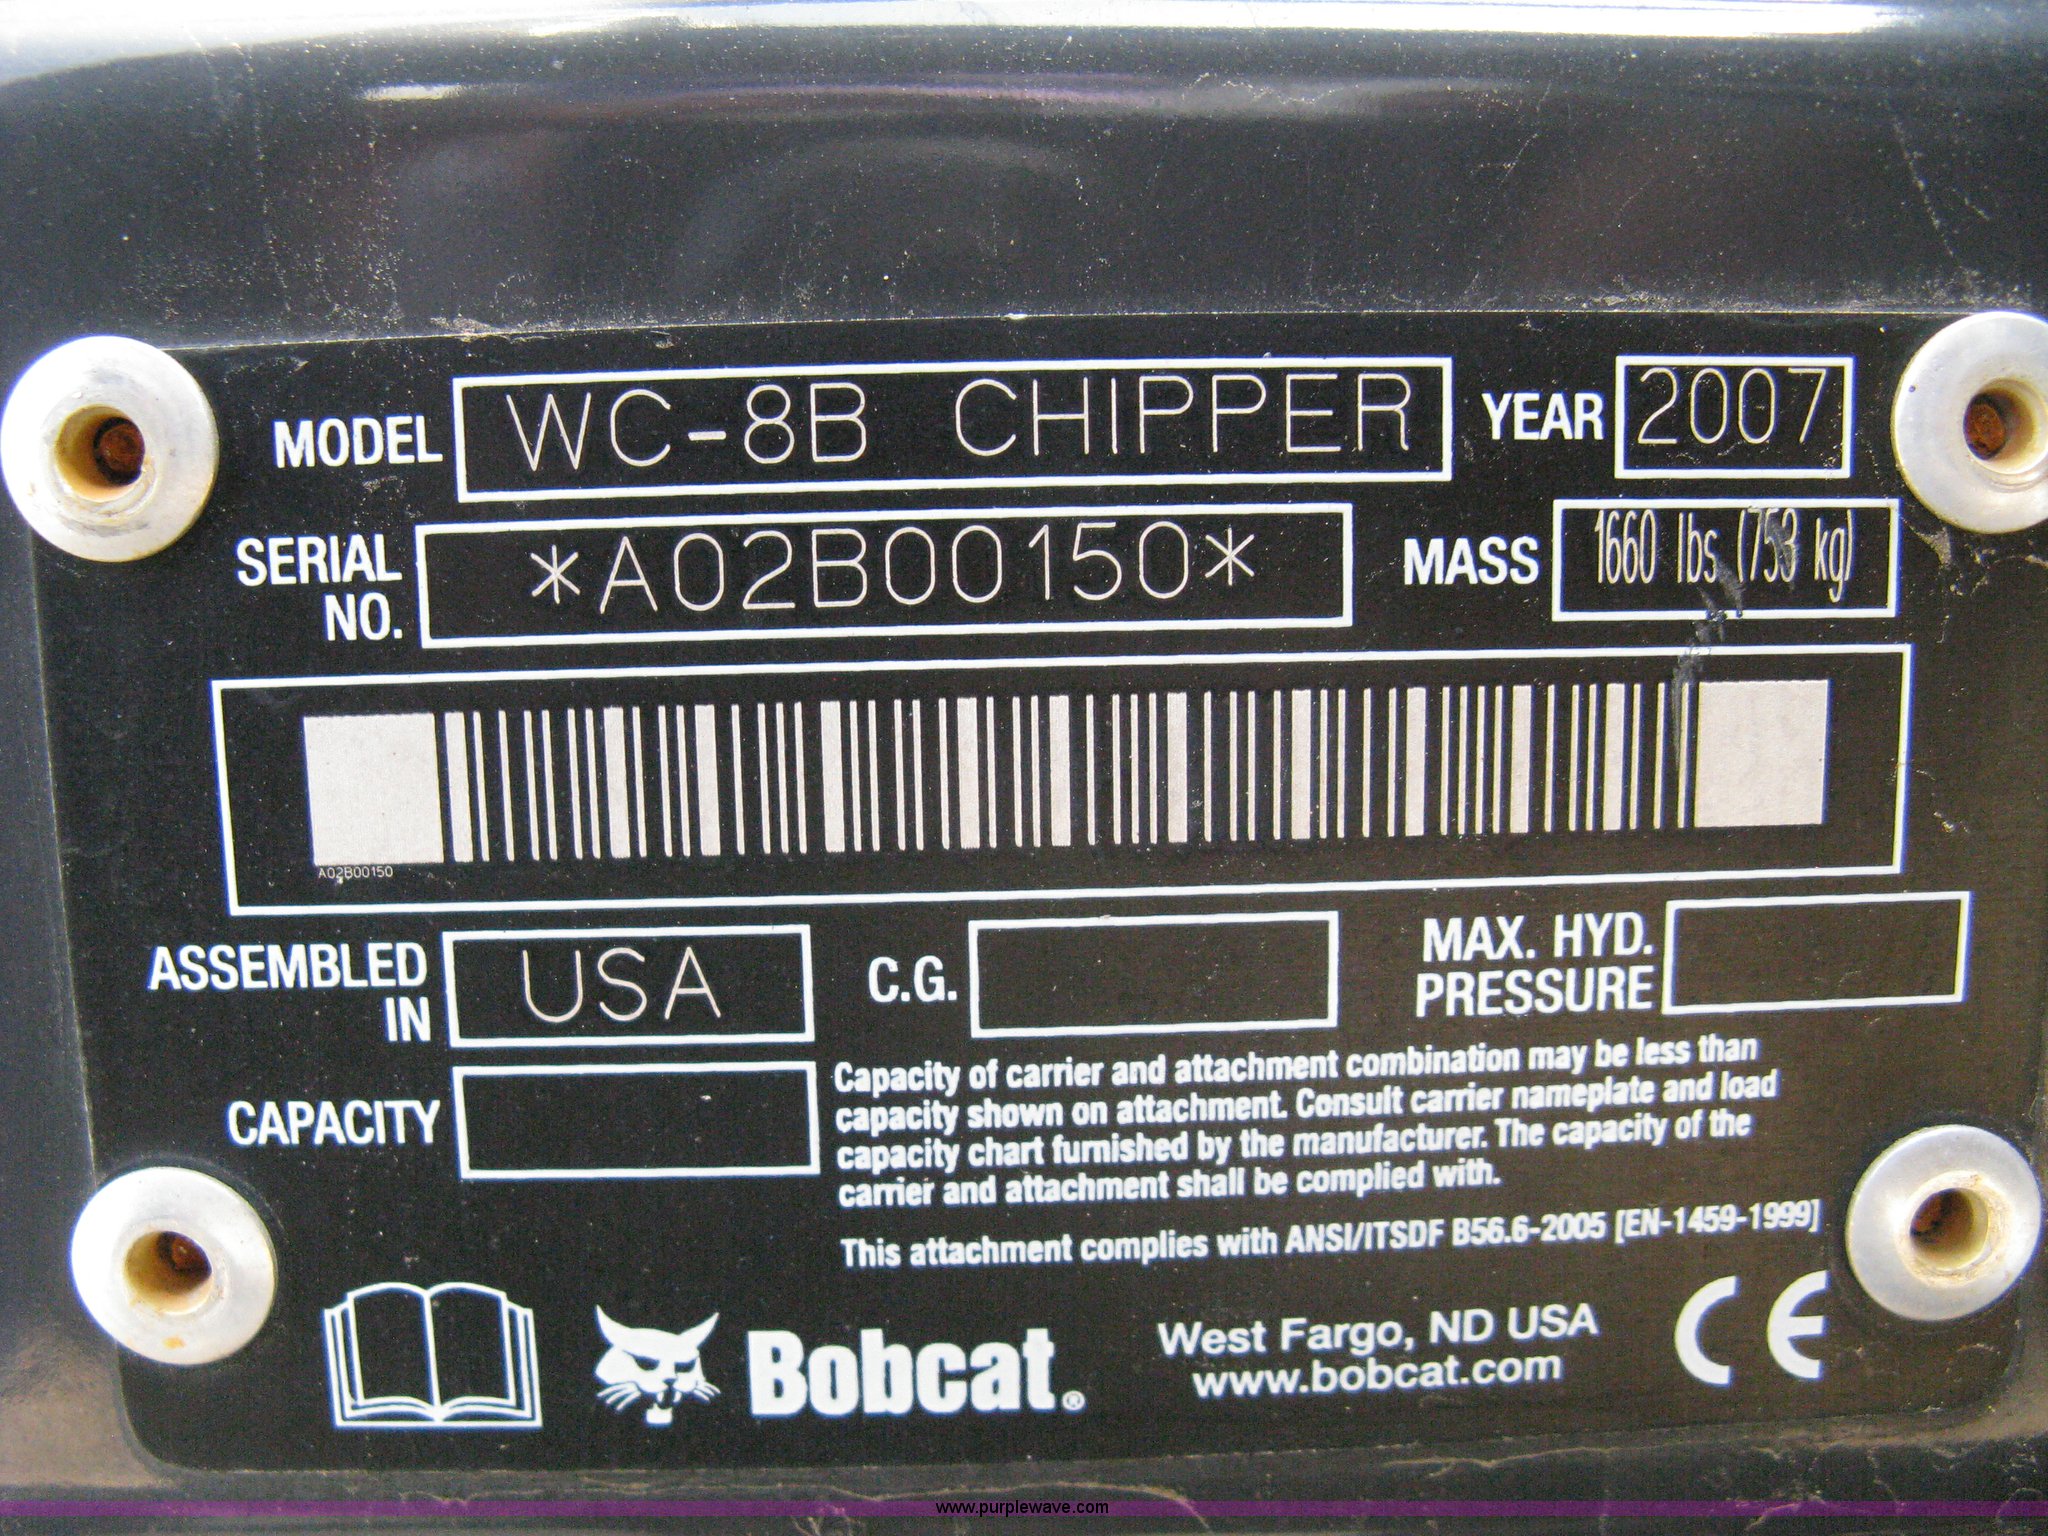 MODEL WC-8B CHIPPER YEAR 2007
SERIAL NO. *A02B00150* MASS 1660 lbs (753 kg)
A02B00150
ASSEMBLED IN USA C.G. MAX. HYD. PRESSURE
CAPACITY
Capacity of carrier and attachment combination may be less than
capacity shown on attachment. Consult carrier nameplate and load
capacity chart furnished by the manufacturer. The capacity of the
carrier and attachment shall be complied with.
This attachment complies with ANSI/ITSDF B56.6-2005 [EN-1459-1999]
Bobcat®
West Fargo, ND USA
www.bobcat.com
CE
www.purplewave.com